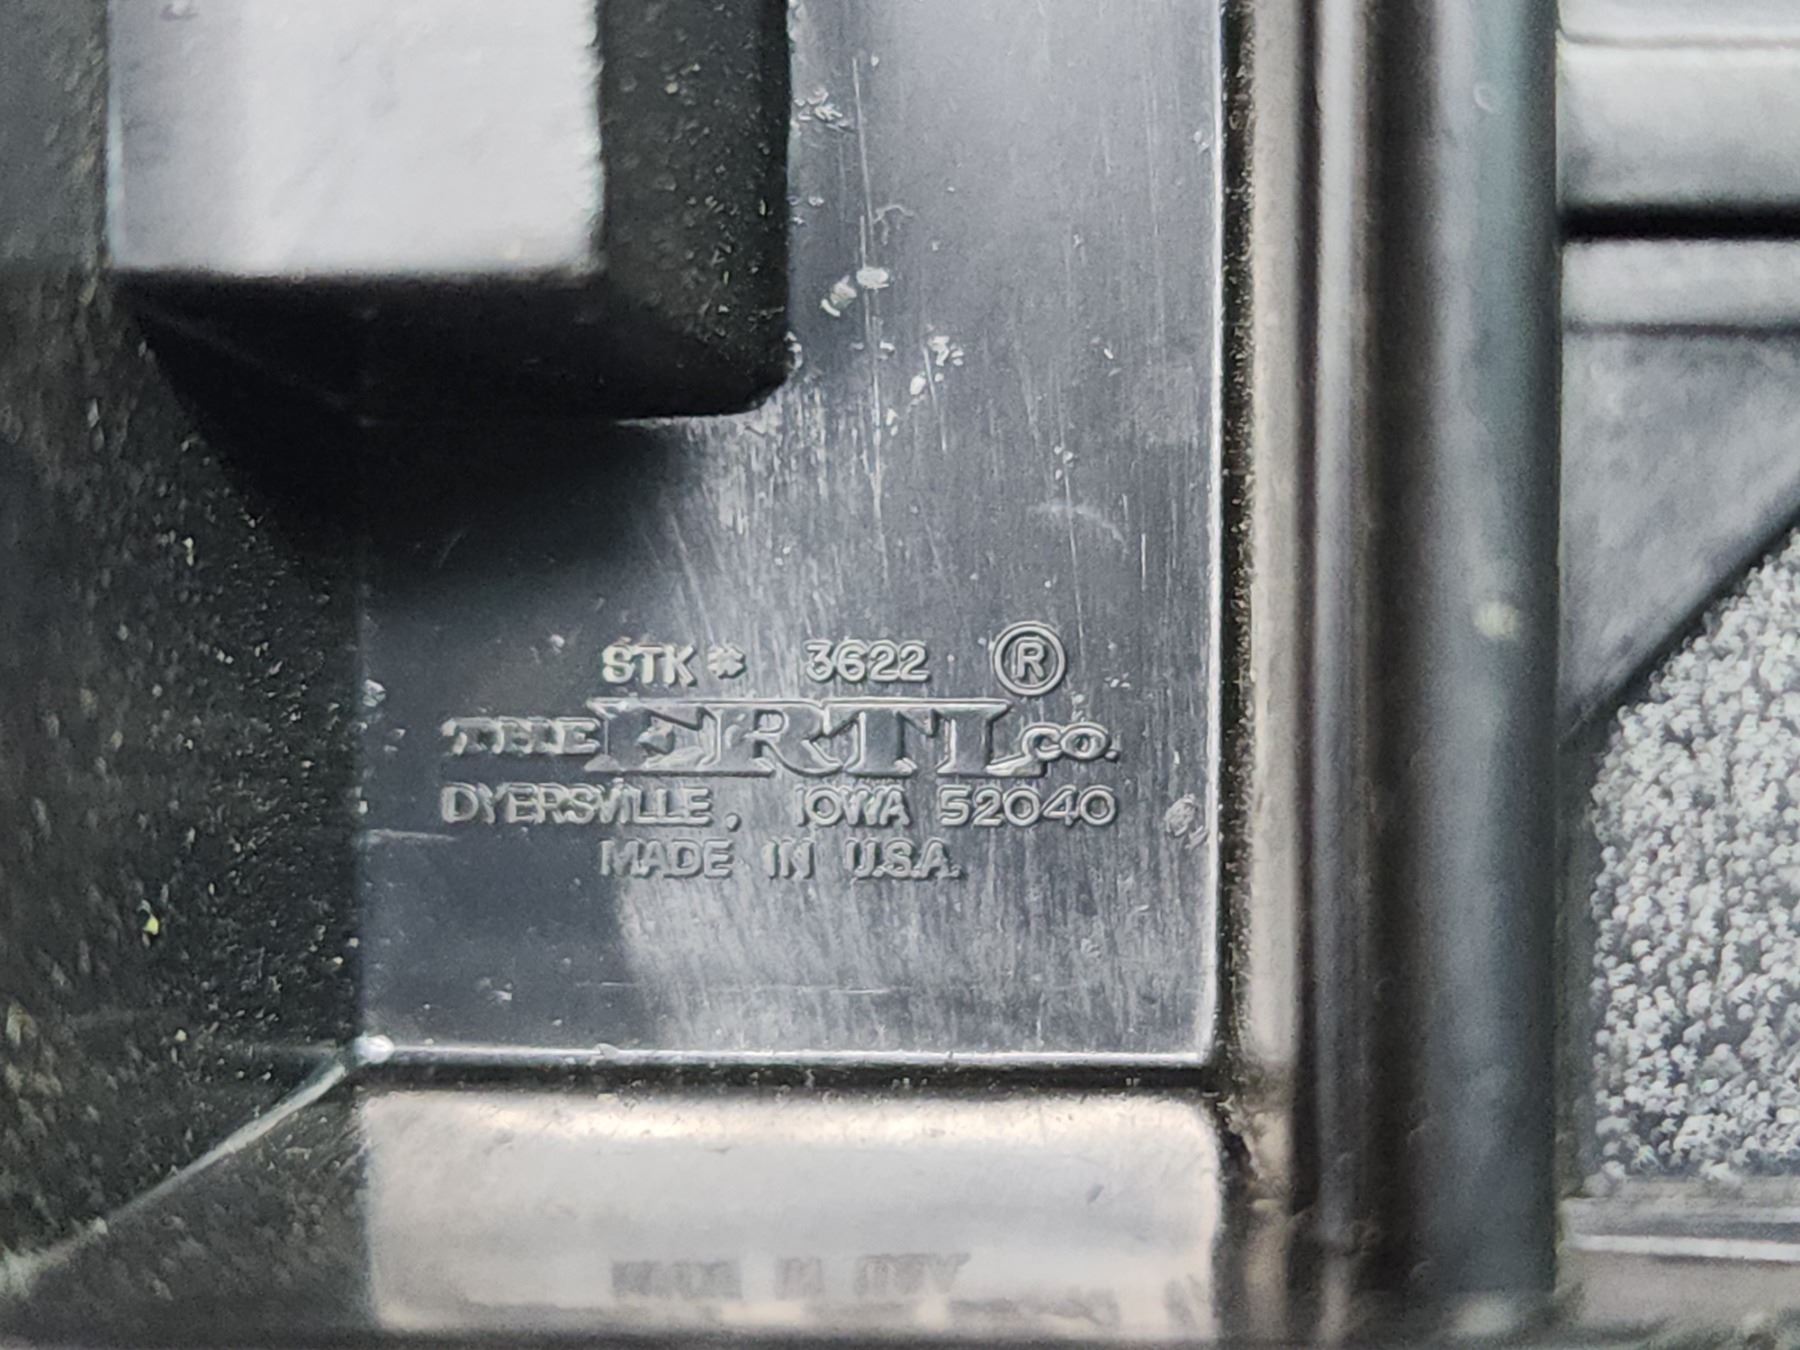 STK # 3622 ®
THE ERTL CO.
DYERSVILLE, IOWA 52040
MADE IN U.S.A.